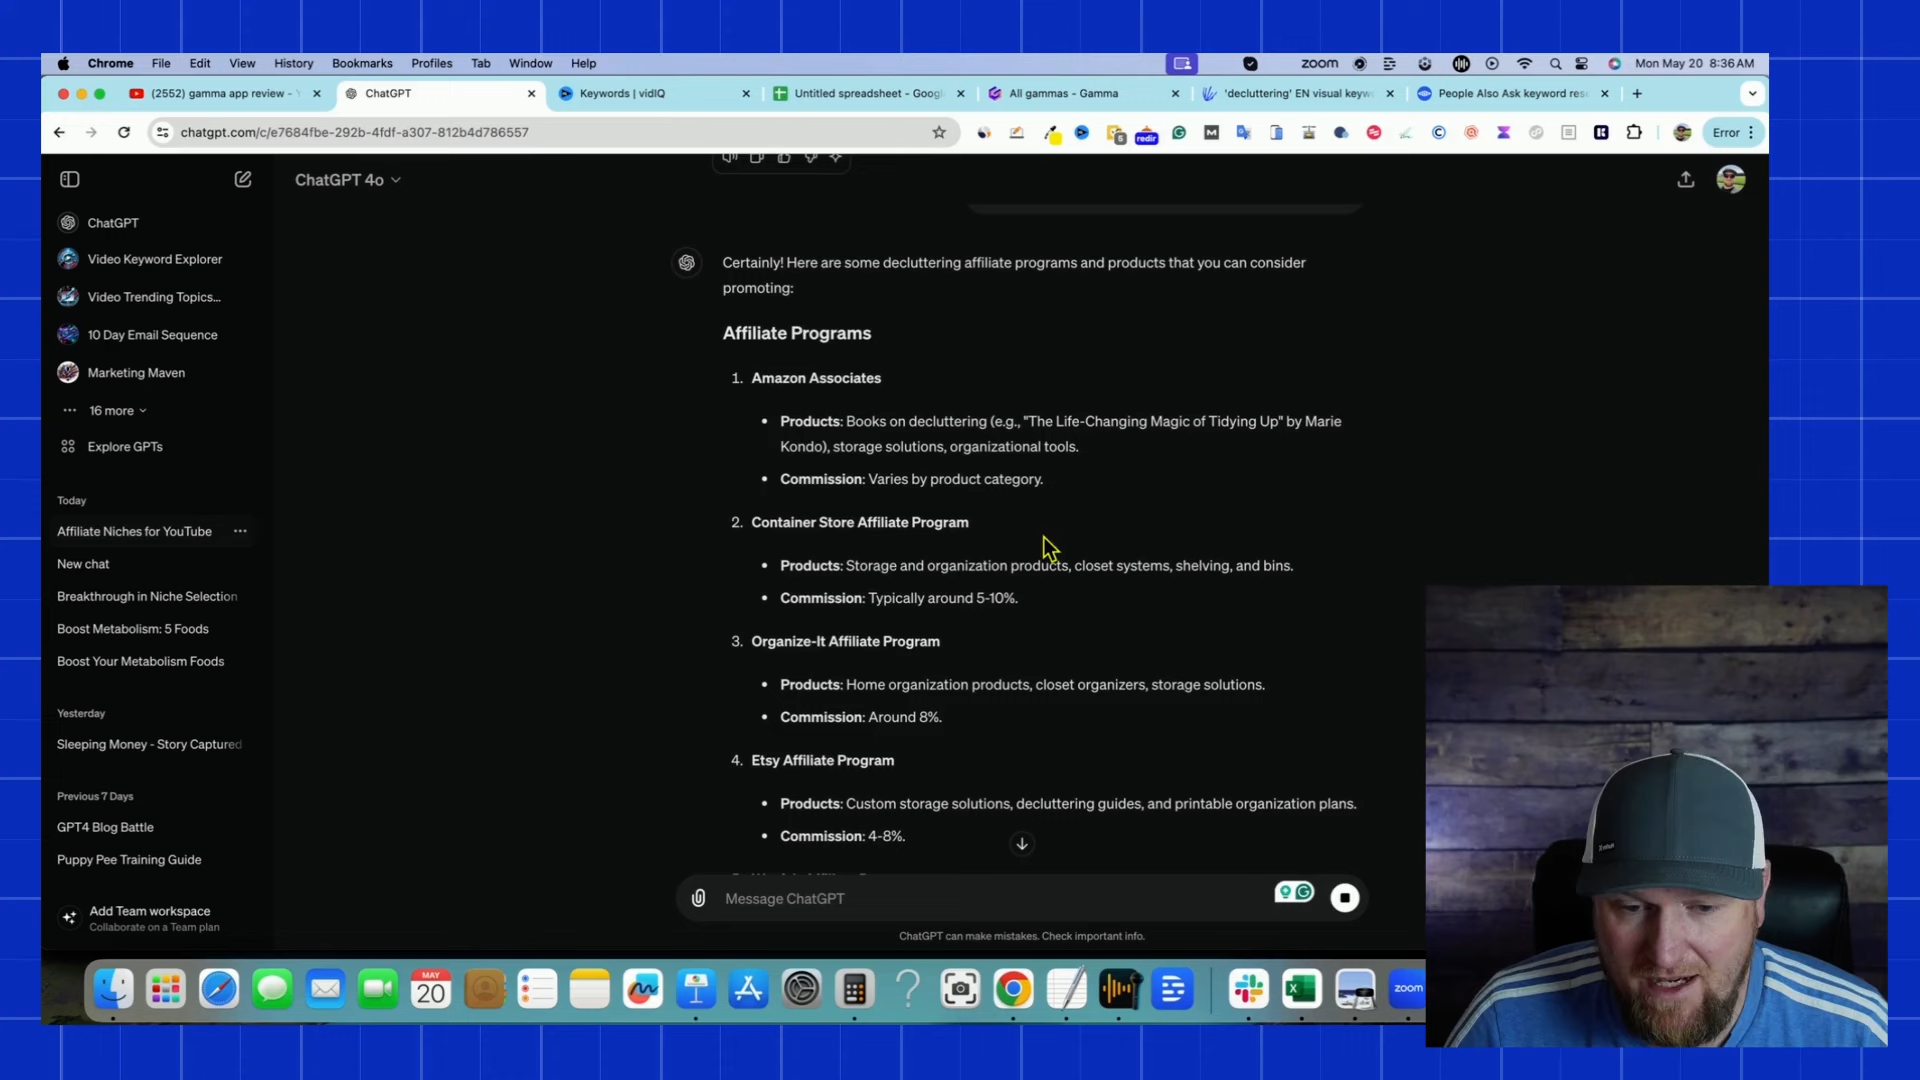 Chrome File Edit View History Bookmarks Profiles Tab Window Help zoom Mon May 20 8:36 AM
(2552) gamma app review - ChatGPT Keywords | vidIQ Untitled spreadsheet - Googl All gammas - Gamma 'decluttering' EN visual keyw People Also Ask keyword res
chatgpt.com/c/e7684fbe-292b-4fdf-a307-812b4d786557 redir Error
ChatGPT 4o
ChatGPT
Video Keyword Explorer
Video Trending Topics...
10 Day Email Sequence
Marketing Maven
16 more
Explore GPTs
Today
Affiliate Niches for YouTube
New chat
Breakthrough in Niche Selection
Boost Metabolism: 5 Foods
Boost Your Metabolism Foods
Yesterday
Sleeping Money - Story Captured
Previous 7 Days
GPT4 Blog Battle
Puppy Pee Training Guide
Add Team workspace
Collaborate on a Team plan
Certainly! Here are some decluttering affiliate programs and products that you can consider
promoting:
Affiliate Programs
1. Amazon Associates
• Products: Books on decluttering (e.g., "The Life-Changing Magic of Tidying Up" by Marie
Kondo), storage solutions, organizational tools.
• Commission: Varies by product category.
2. Container Store Affiliate Program
• Products: Storage and organization products, closet systems, shelving, and bins.
• Commission: Typically around 5-10%.
3. Organize-It Affiliate Program
• Products: Home organization products, closet organizers, storage solutions.
• Commission: Around 8%.
4. Etsy Affiliate Program
• Products: Custom storage solutions, decluttering guides, and printable organization plans.
• Commission: 4-8%.
Message ChatGPT
ChatGPT can make mistakes. Check important info.
MAY
20
zoom